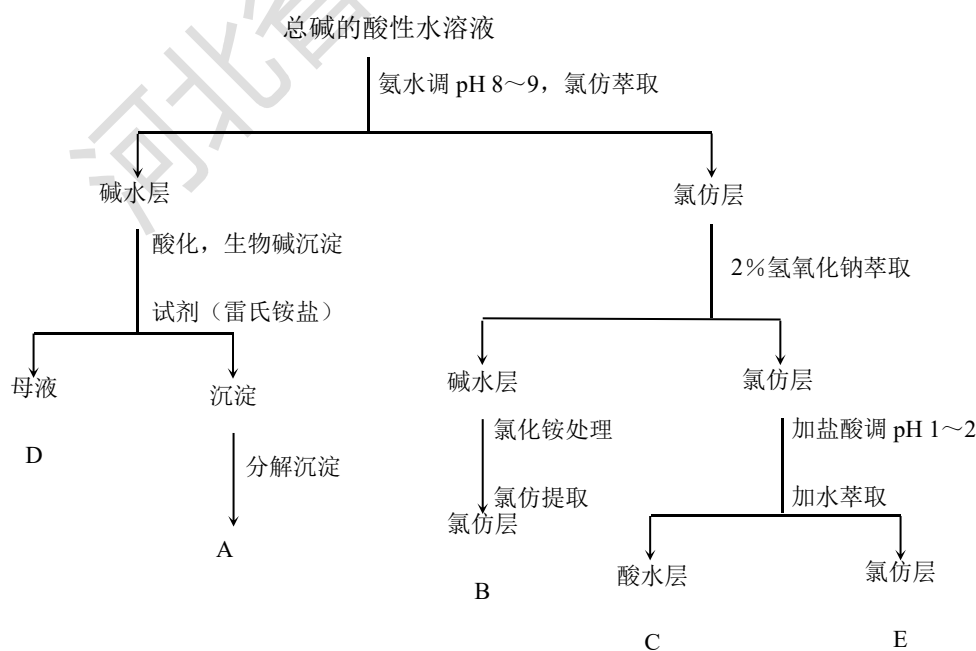 河北省
总碱的酸性水溶液
氨水调 pH 8～9，氯仿萃取
碱水层
氯仿层
酸化，生物碱沉淀
2％氢氧化钠萃取
试剂（雷氏铵盐）
母液
沉淀
碱水层
氯仿层
D
分解沉淀
氯化铵处理
加盐酸调 pH 1～2
A
氯仿提取
加水萃取
氯仿层
酸水层
氯仿层
B
C
E